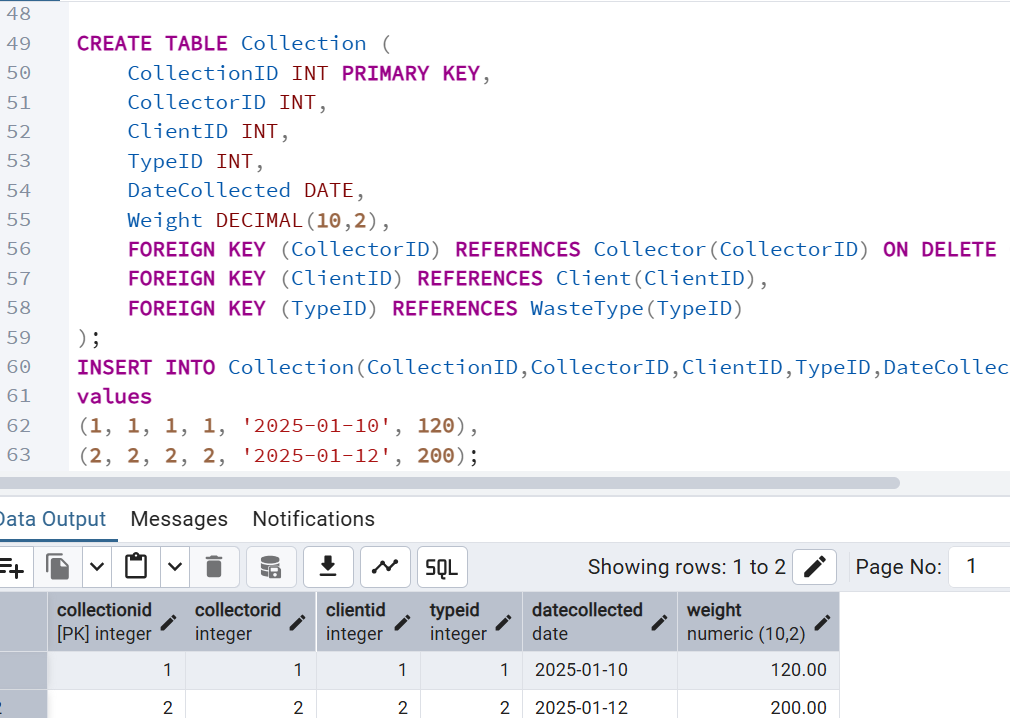 48
49 CREATE TABLE Collection (
50 CollectionID INT PRIMARY KEY,
51 CollectorID INT,
52 ClientID INT,
53 TypeID INT,
54 DateCollected DATE,
55 Weight DECIMAL(10,2),
56 FOREIGN KEY (CollectorID) REFERENCES Collector(CollectorID) ON DELETE
57 FOREIGN KEY (ClientID) REFERENCES Client(ClientID),
58 FOREIGN KEY (TypeID) REFERENCES WasteType(TypeID)
59 );
60 INSERT INTO Collection(CollectionID,CollectorID,ClientID,TypeID,DateCollec
61 values
62 (1, 1, 1, 1, '2025-01-10', 120),
63 (2, 2, 2, 2, '2025-01-12', 200);
Data Output Messages Notifications
SQL Showing rows: 1 to 2 Page No: 1
collectionid collectorid clientid typeid datecollected weight
[PK] integer integer integer integer date numeric (10,2)
1 1 1 1 2025-01-10 120.00
2 2 2 2 2025-01-12 200.00